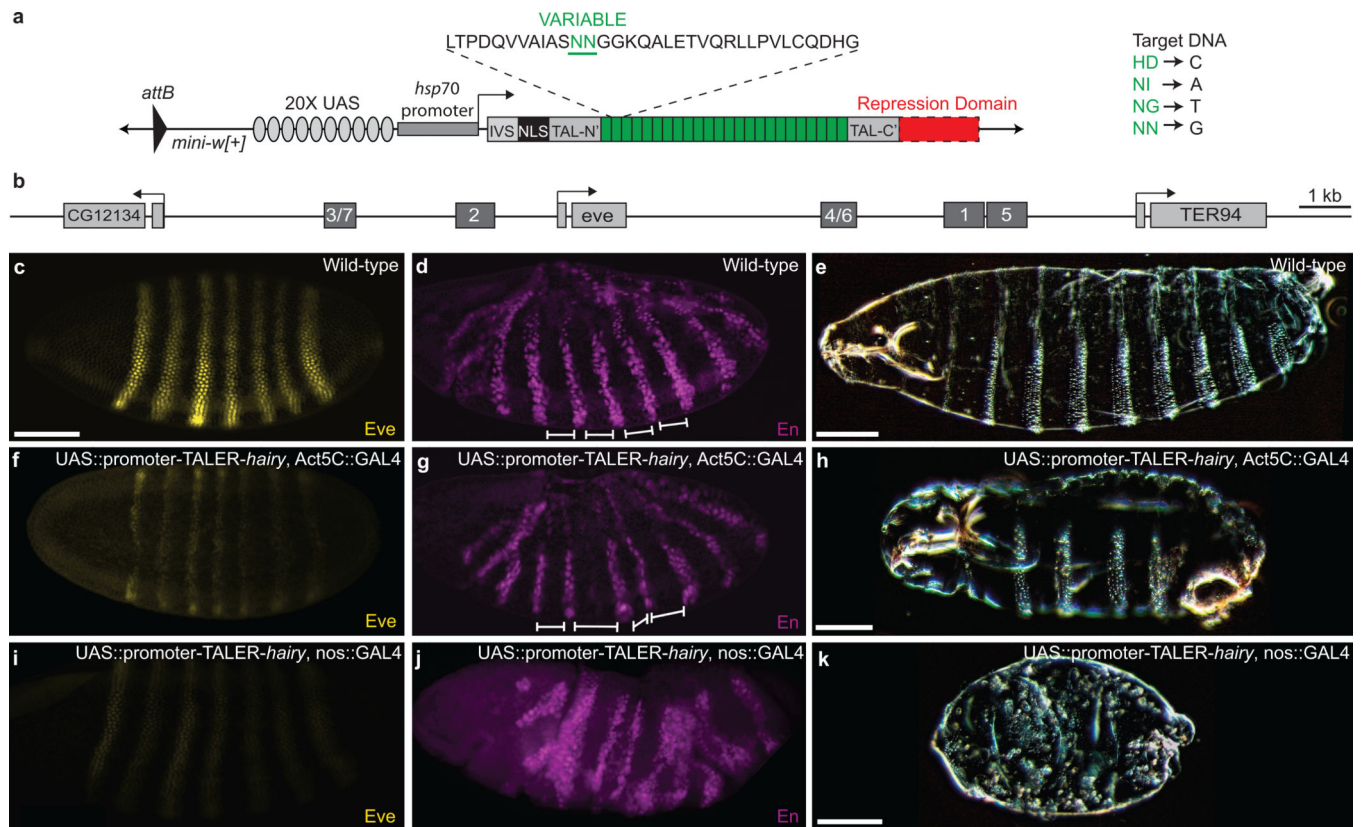 a
VARIABLE
LTPDQVVAIASNNGGKQALETVQRLLPVLCQDHG
Target DNA
HD → C
NI → A
NG → T
NN → G
attB
20X UAS
hsp70
promoter
Repression Domain
mini-w[+]
IVS NLS TAL-N' TAL-C'
b
CG12134 3/7 2 eve 4/6 1 5 TER94
1 kb
c Wild-type
Eve
d Wild-type
En
e Wild-type
f UAS::promoter-TALER-hairy, Act5C::GAL4
Eve
g UAS::promoter-TALER-hairy, Act5C::GAL4
En
h UAS::promoter-TALER-hairy, Act5C::GAL4
i UAS::promoter-TALER-hairy, nos::GAL4
Eve
j UAS::promoter-TALER-hairy, nos::GAL4
En
k UAS::promoter-TALER-hairy, nos::GAL4